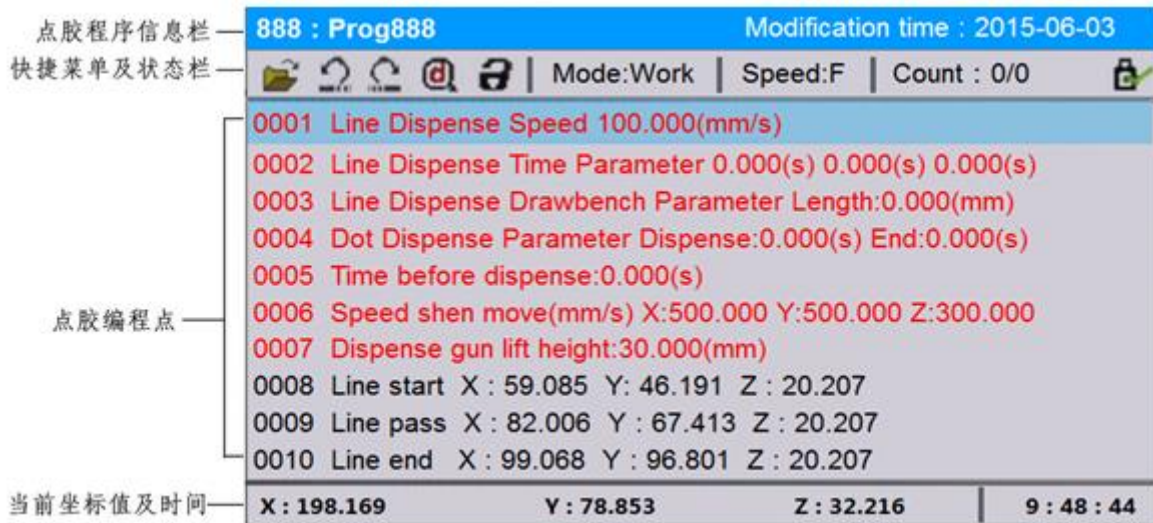 点胶程序信息栏 888 : Prog888 Modification time : 2015-06-03
快捷菜单及状态栏 d Mode:Work Speed:F Count : 0/0
0001 Line Dispense Speed 100.000(mm/s)
0002 Line Dispense Time Parameter 0.000(s) 0.000(s) 0.000(s)
0003 Line Dispense Drawbench Parameter Length:0.000(mm)
0004 Dot Dispense Parameter Dispense:0.000(s) End:0.000(s)
0005 Time before dispense:0.000(s)
点胶编程点 0006 Speed shen move(mm/s) X:500.000 Y:500.000 Z:300.000
0007 Dispense gun lift height:30.000(mm)
0008 Line start X : 59.085 Y: 46.191 Z : 20.207
0009 Line pass X : 82.006 Y : 67.413 Z : 20.207
0010 Line end X : 99.068 Y : 96.801 Z : 20.207
当前坐标值及时间 X : 198.169 Y : 78.853 Z : 32.216 9 : 48 : 44